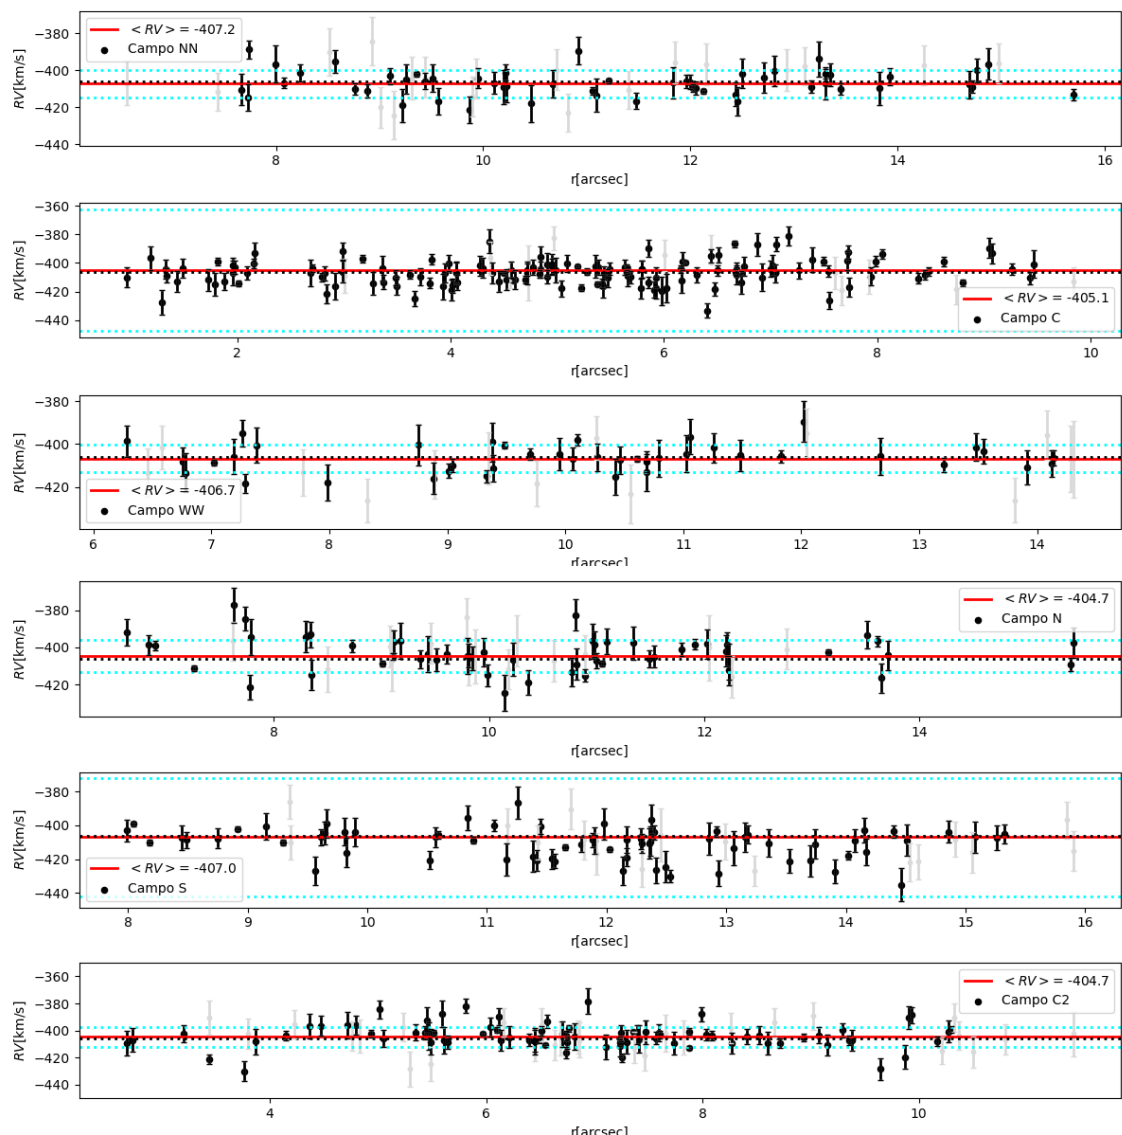 −380
−400
−420
−440
RV[km/s]
< RV > = -407.2
Campo NN
8
10
12
14
16
r[arcsec]
−360
−380
−400
−420
−440
RV[km/s]
< RV > = -405.1
Campo C
2
4
6
8
10
r[arcsec]
−380
−400
−420
RV[km/s]
< RV > = -406.7
Campo WW
6
7
8
9
10
11
12
13
14
r[arcsec]
−380
−400
−420
RV[km/s]
< RV > = -404.7
Campo N
8
10
12
14
r[arcsec]
−380
−400
−420
−440
RV[km/s]
< RV > = -407.0
Campo S
8
9
10
11
12
13
14
15
16
r[arcsec]
−360
−380
−400
−420
−440
RV[km/s]
< RV > = -404.7
Campo C2
4
6
8
10
r[arcsec]